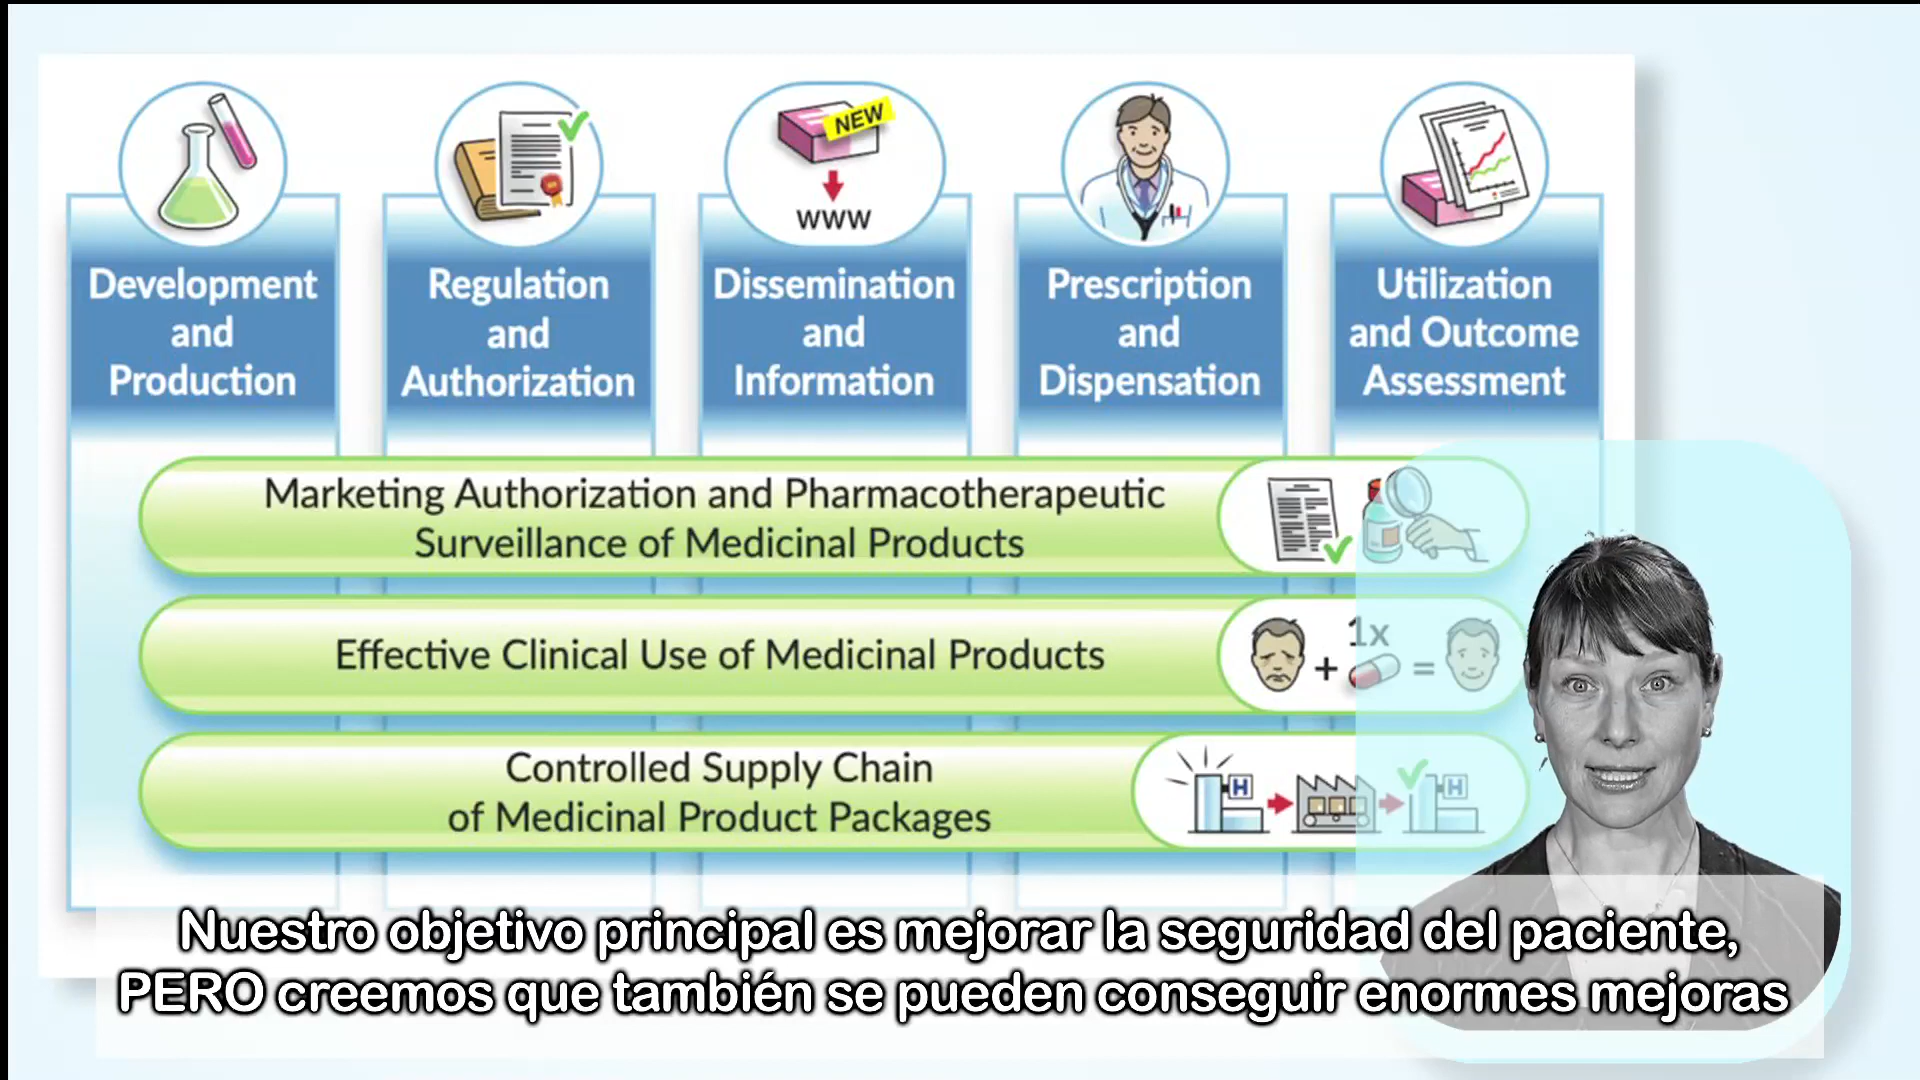 NEW
WWW
Development
and
Production
Regulation
and
Authorization
Dissemination
and
Information
Prescription
and
Dispensation
Utilization
and Outcome
Assessment
Marketing Authorization and Pharmacotherapeutic
Surveillance of Medicinal Products
Effective Clinical Use of Medicinal Products
1x
+ =
Controlled Supply Chain
of Medicinal Product Packages
H
H
Nuestro objetivo principal es mejorar la seguridad del paciente,
PERO creemos que también se pueden conseguir enormes mejoras